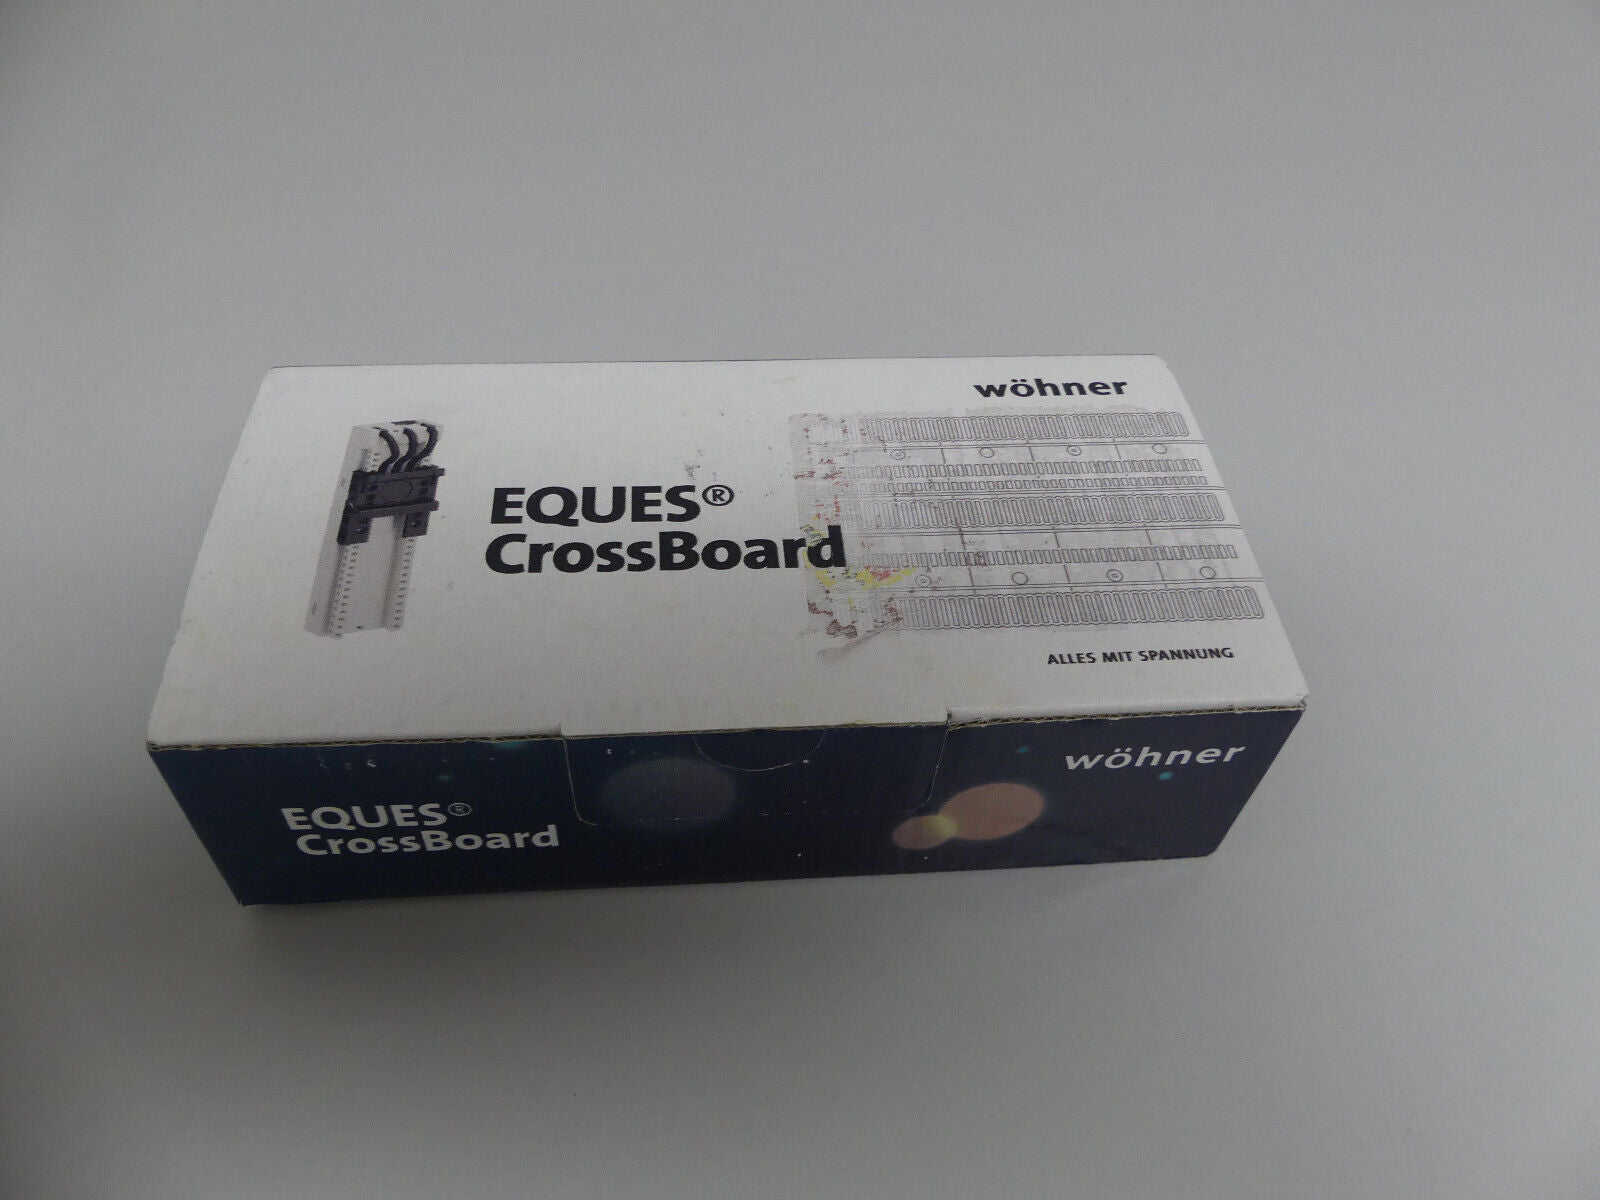 wöhner
EQUES®
CrossBoard
ALLES MIT SPANNUNG
wöhner
EQUES®
CrossBoard